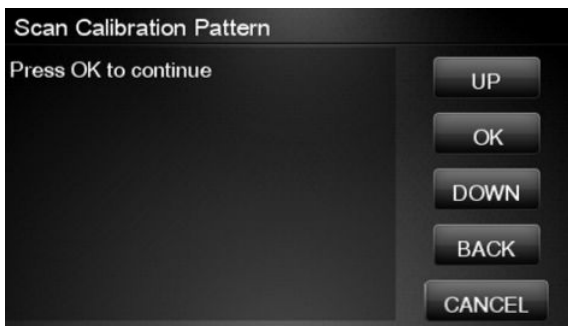 Scan Calibration Pattern
Press OK to continue
UP
OK
DOWN
BACK
CANCEL